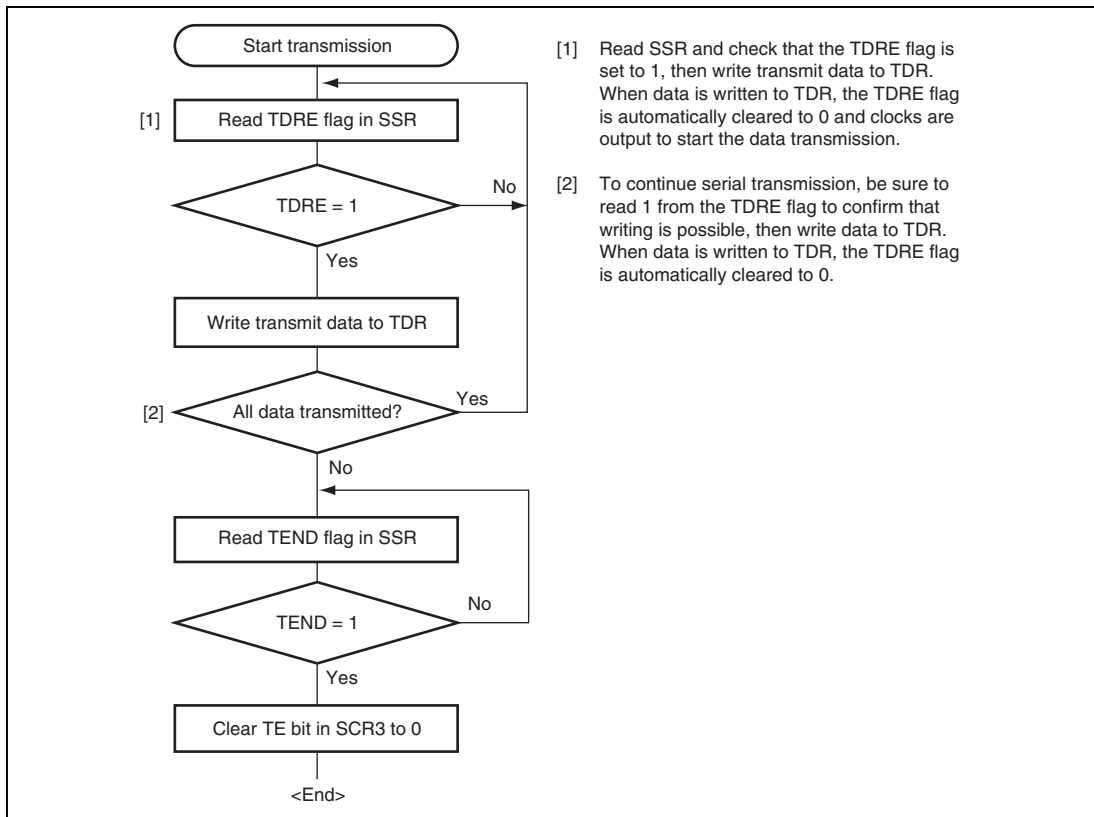 Start transmission
[1] Read TDRE flag in SSR
TDRE = 1
No
Yes
Write transmit data to TDR
[2] All data transmitted?
Yes
No
Read TEND flag in SSR
TEND = 1
No
Yes
Clear TE bit in SCR3 to 0
<End>
[1] Read SSR and check that the TDRE flag is
set to 1, then write transmit data to TDR.
When data is written to TDR, the TDRE flag
is automatically cleared to 0 and clocks are
output to start the data transmission.
[2] To continue serial transmission, be sure to
read 1 from the TDRE flag to confirm that
writing is possible, then write data to TDR.
When data is written to TDR, the TDRE flag
is automatically cleared to 0.